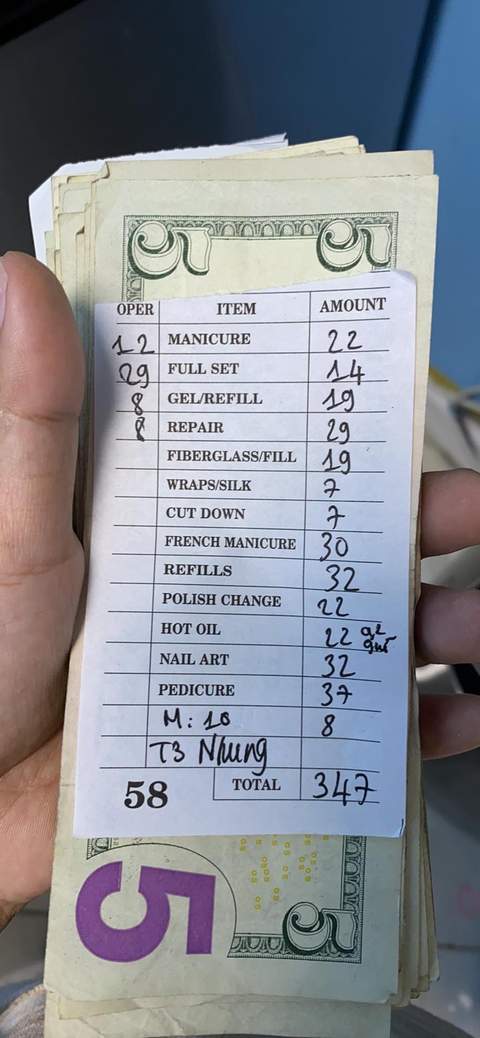 5 5
OPER ITEM AMOUNT
12 MANICURE 22
29 FULL SET 14
8 GEL/REFILL 19
8 REPAIR 29
FIBERGLASS/FILL 19
WRAPS/SILK 7
CUT DOWN 7
FRENCH MANICURE 30
REFILLS 32
POLISH CHANGE 22
HOT OIL 22
NAIL ART 32
PEDICURE 37
M: 10 8
T3 Nhung
58 TOTAL 347
5 5